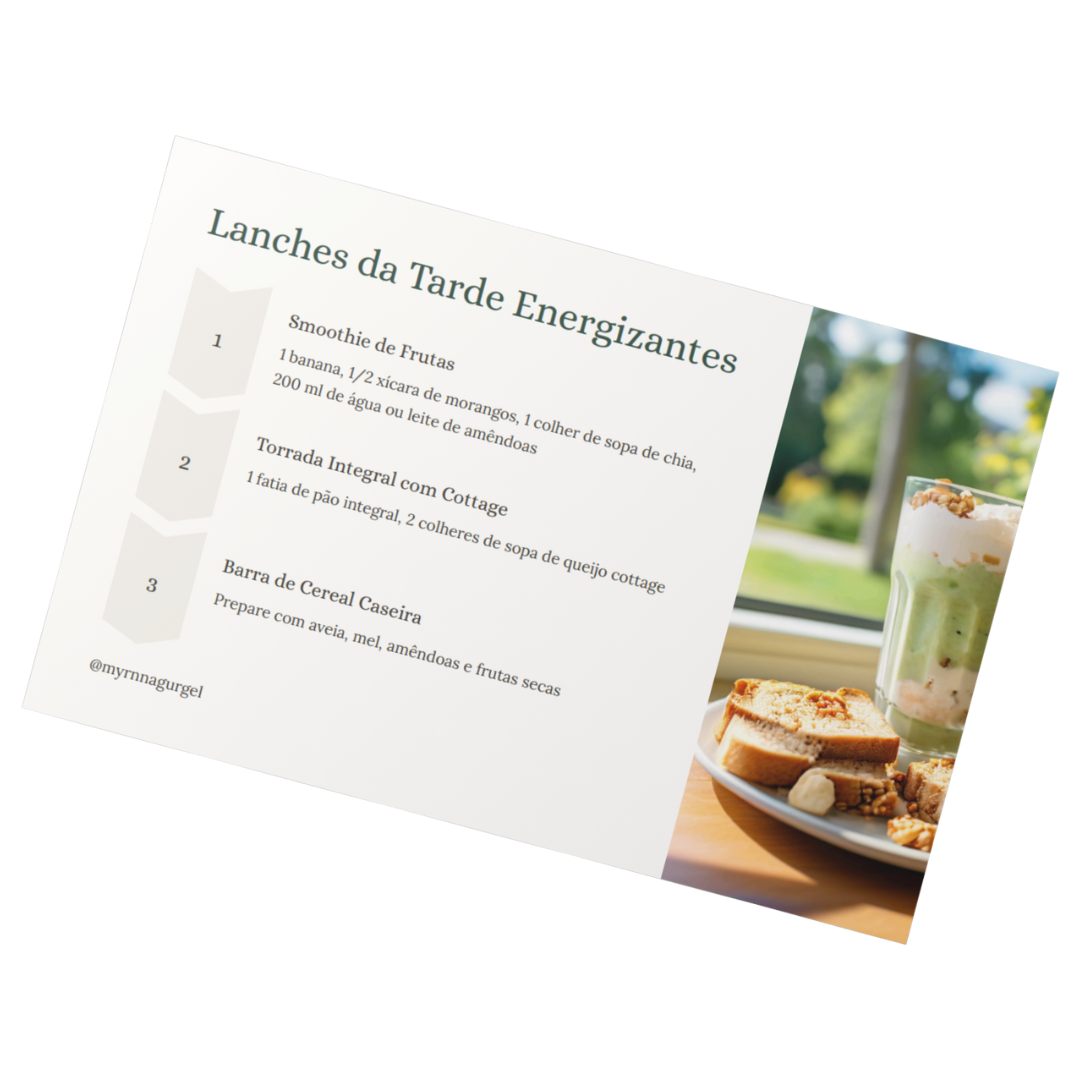 Lanches da Tarde Energizantes
1
Smoothie de Frutas
1 banana, 1/2 xícara de morangos, 1 colher de sopa de chia,
200 ml de água ou leite de amêndoas
2
Torrada Integral com Cottage
1 fatia de pão integral, 2 colheres de sopa de queijo cottage
3
Barra de Cereal Caseira
Prepare com aveia, mel, amêndoas e frutas secas
@myrnnagurgel